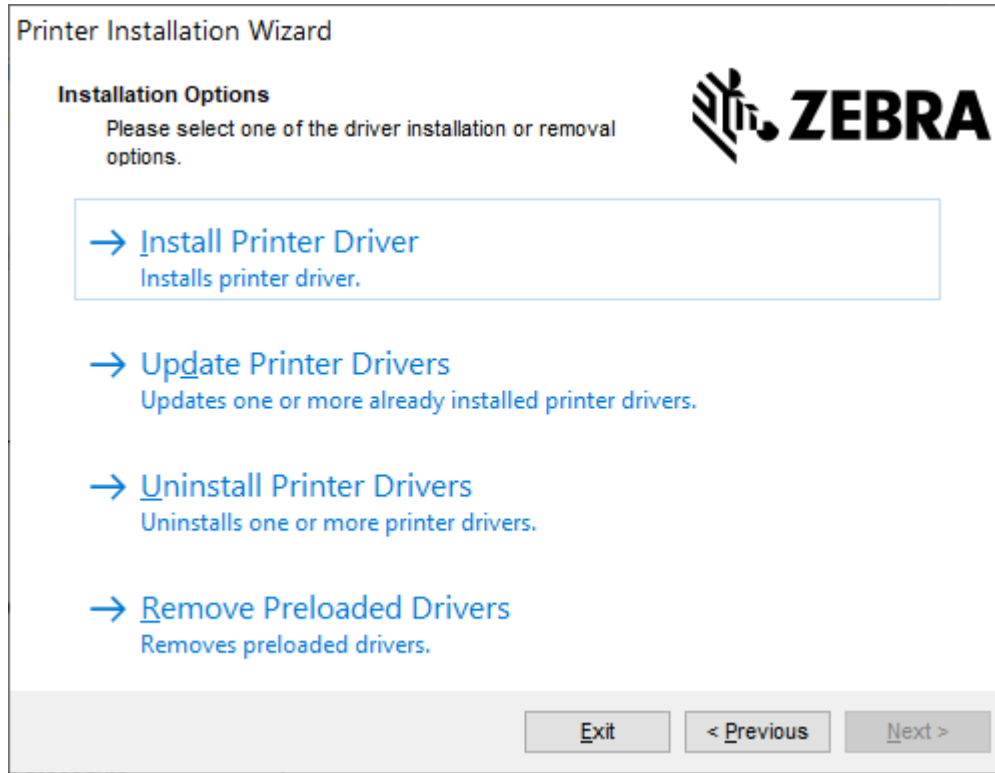 Printer Installation Wizard
Installation Options
Please select one of the driver installation or removal
options.
ZEBRA
Install Printer Driver
Installs printer driver.
Update Printer Drivers
Updates one or more already installed printer drivers.
Uninstall Printer Drivers
Uninstalls one or more printer drivers.
Remove Preloaded Drivers
Removes preloaded drivers.
Exit
< Previous
Next >